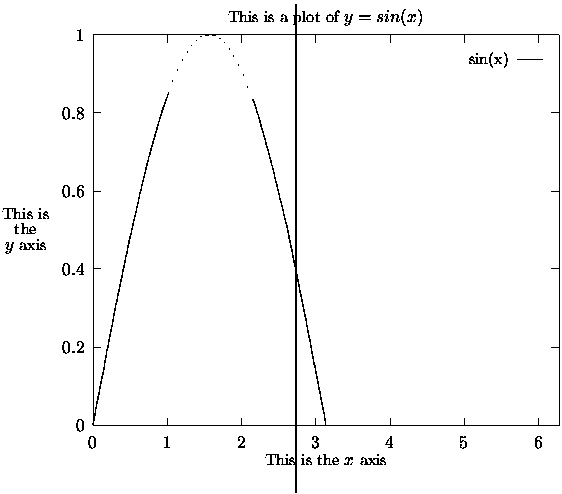 This is a plot of y = sin(x)
1
sin(x)
0.8
0.6
This is
the
y axis
0.4
0.2
0
0 1 2 3 4 5 6
This is the x axis